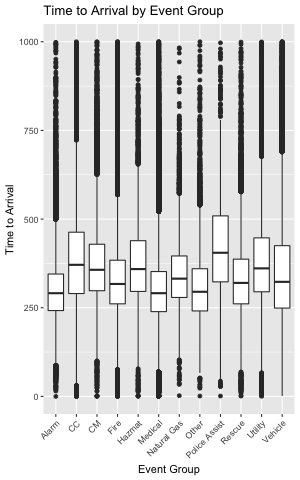 Time to Arrival by Event Group
Time to Arrival
1000
750
500
250
0
Alarm
CC
CM
Fire
Hazmat
Medical
Natural Gas
Other
Police Assist
Rescue
Utility
Vehicle
Event Group